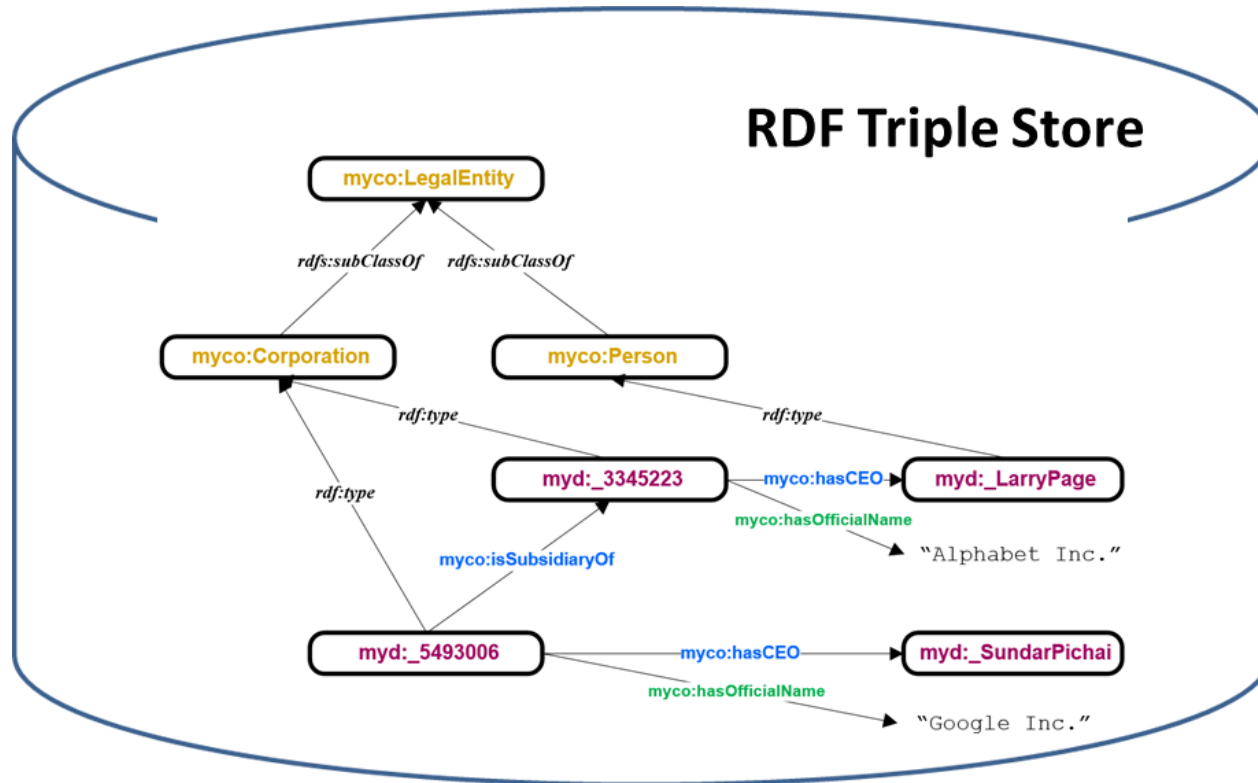 RDF Triple Store
myco:LegalEntity
rdfs:subClassOf
rdfs:subClassOf
myco:Corporation
myco:Person
rdf:type
rdf:type
myd:_3345223
myco:hasCEO
myd:_LarryPage
rdf:type
myco:hasOfficialName
“Alphabet Inc.”
myco:isSubsidiaryOf
myd:_5493006
myco:hasCEO
myd:_SundarPichai
myco:hasOfficialName
“Google Inc.”